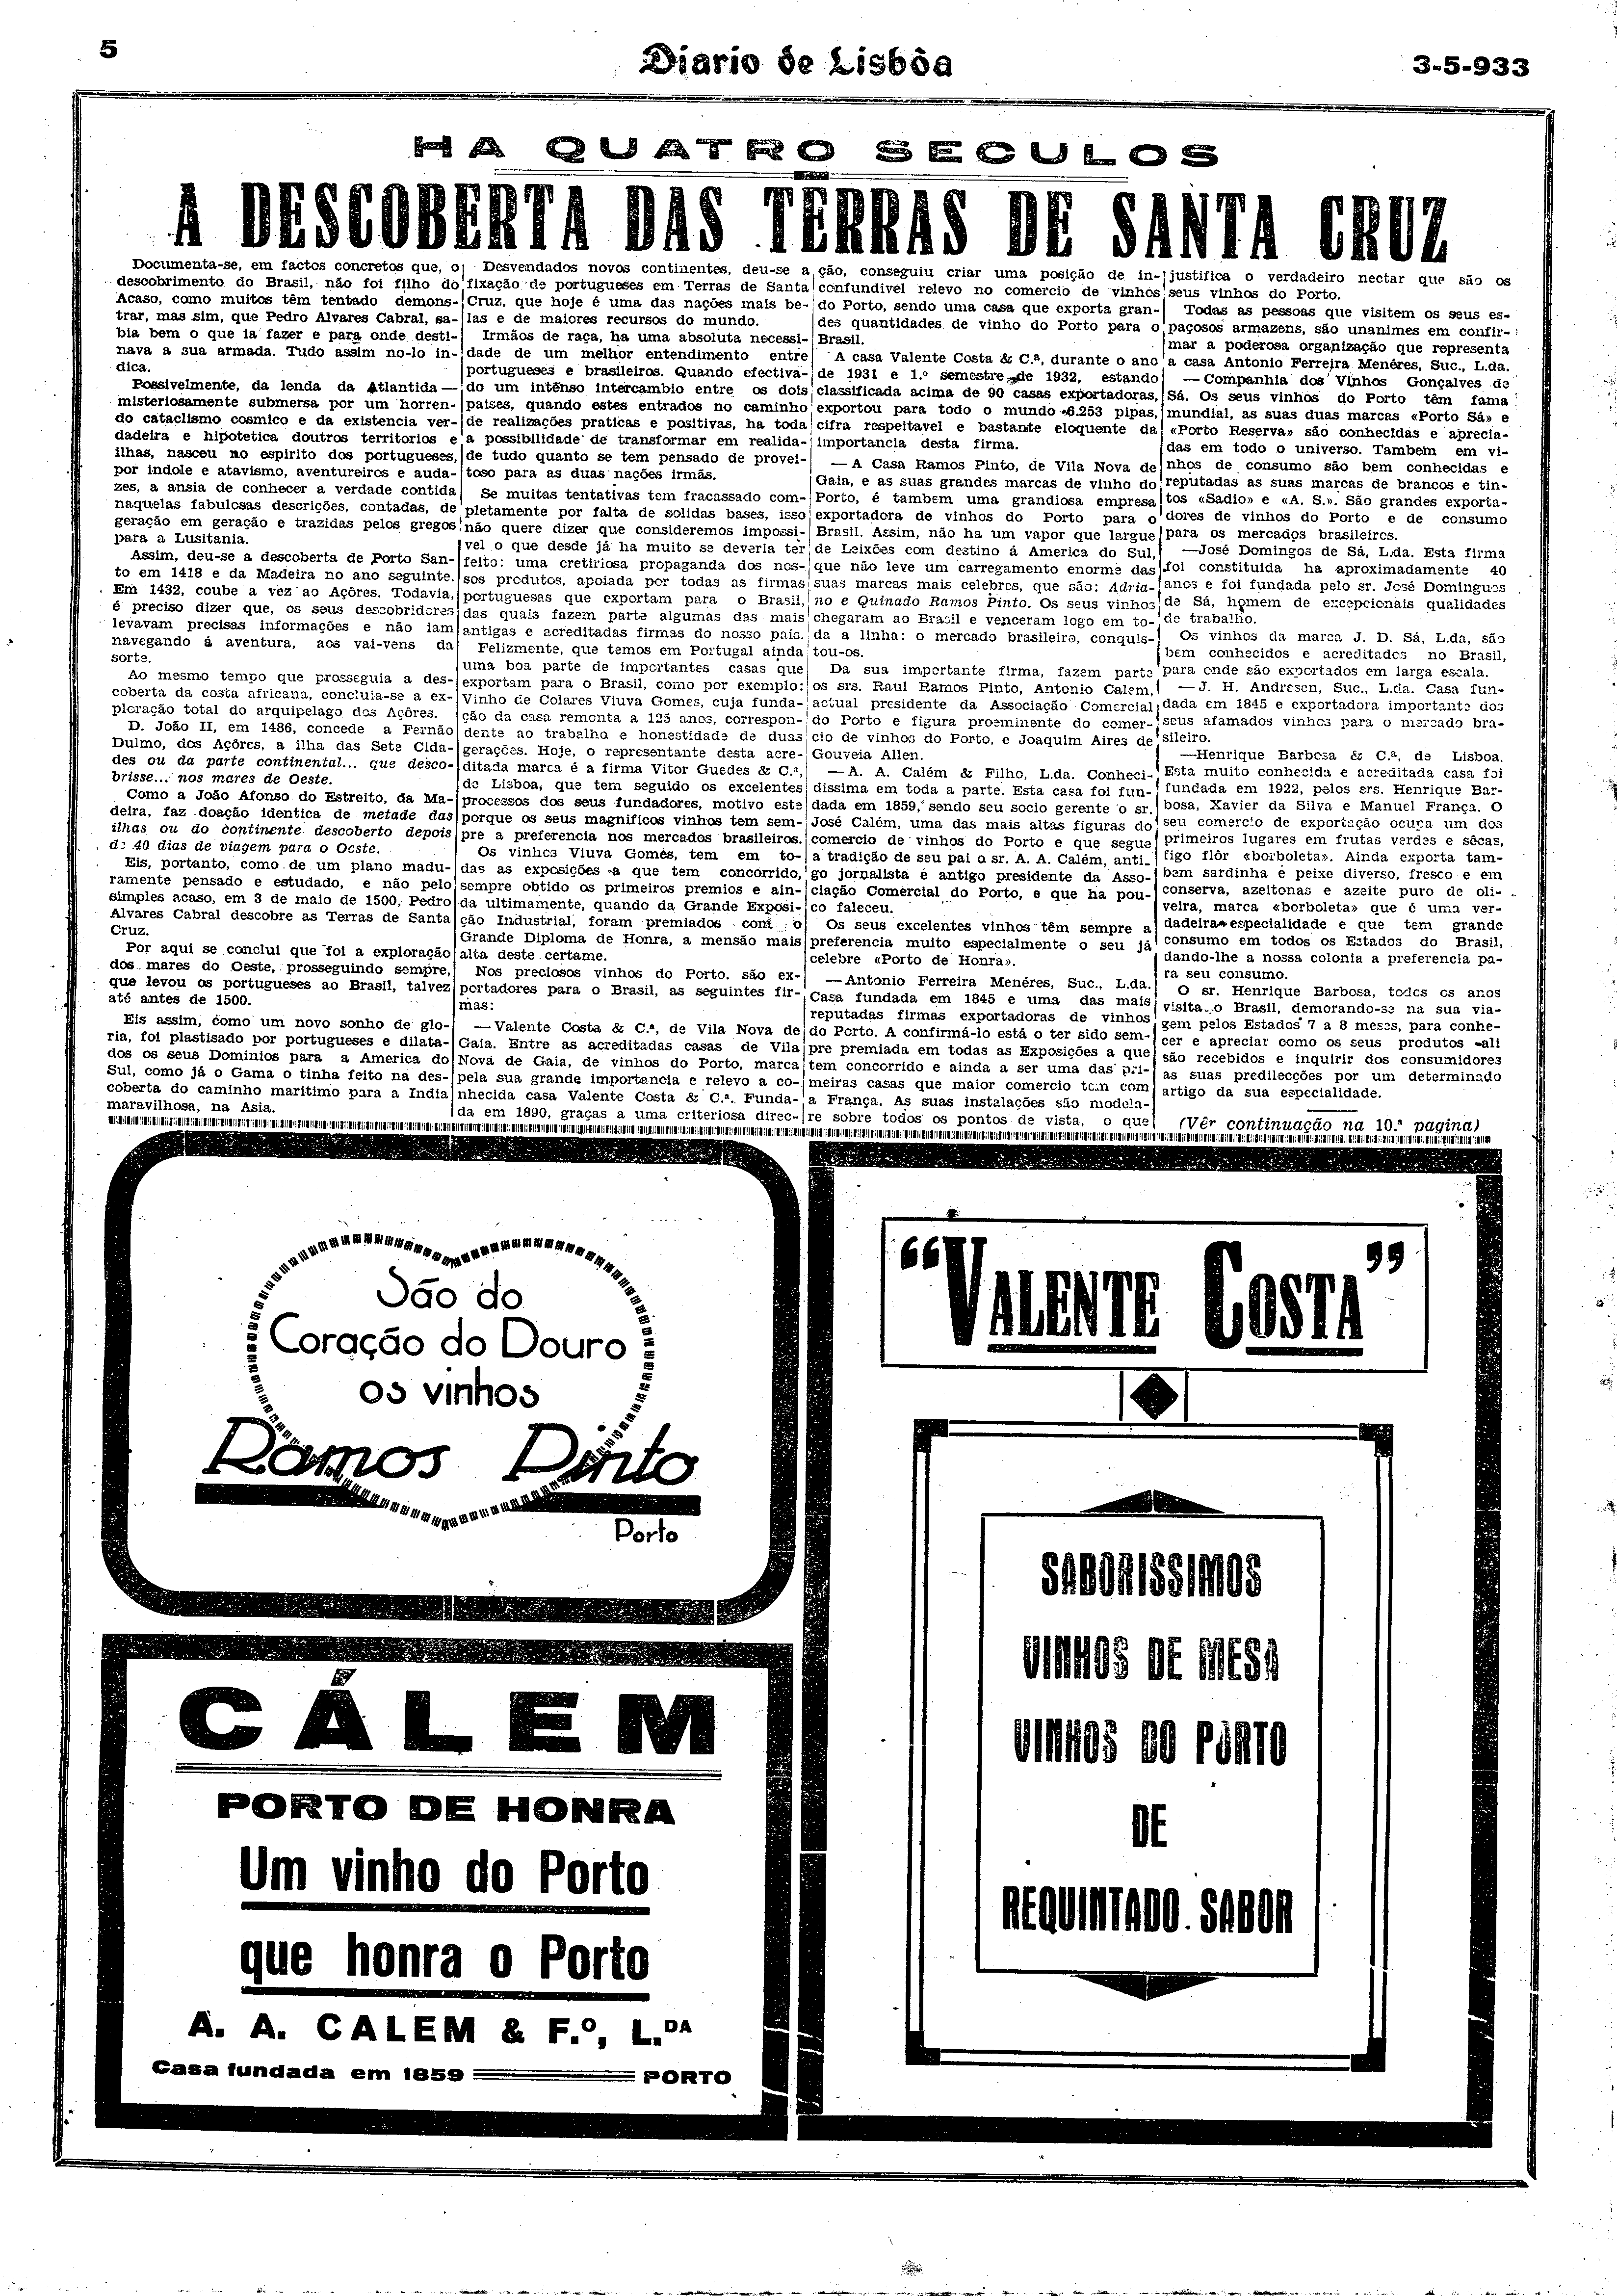 5
Diario de Lisbôa
3-5-933
HA QUATRO SECULOS
A DESCOBERTA DAS TERRAS DE SANTA CRUZ
Documenta-se, em factos concretos que, o
descobrimento do Brasil, não foi filho do
Acaso, como muitos têm tentado demons-
trar, mas sim, que Pedro Alvares Cabral, sa-
bia bem o que ia fazer e para onde desti-
nava a sua armada. Tudo assim no-lo in-
dica.
Possivelmente, da lenda da Atlantida —
misteriosamente submersa por um horren-
do cataclismo cosmico e da existencia ver-
dadeira e hipotetica doutros territorios e
ilhas, nasceu no espirito dos portugueses,
por indole e atavismo, aventureiros e auda-
zes, a ansia de conhecer a verdade contida
naquelas fabulosas descrições, contadas, de
geração em geração e trazidas pelos gregos
para a Lusitania.
Assim, deu-se a descoberta de Porto San-
to em 1418 e da Madeira no ano seguinte.
Em 1432, coube a vez ao Açôres. Todavia,
é preciso dizer que, os seus descobridores
levavam precisas informações e não iam
navegando á aventura, aos vai-vens da
sorte.
Ao mesmo tempo que prosseguia a des-
coberta da costa africana, concluia-se a ex-
ploração total do arquipelago dos Açôres.
D. João II, em 1486, concede a Fernão
Dulmo, dos Açôres, a ilha das Sete Cida-
des ou da parte continental... que desco-
brisse... nos mares de Oeste.
Como a João Afonso do Estreito, da Ma-
deira, faz doação identica de metade das
ilhas ou do continente descoberto depois
de 40 dias de viagem para o Oeste.
Eis, portanto, como de um plano madu-
ramente pensado e estudado, e não pelo
simples acaso, em 3 de maio de 1500, Pedro
Alvares Cabral descobre as Terras de Santa
Cruz.
Por aqui se conclui que foi a exploração
dos mares do Oeste, prosseguindo sempre,
que levou os portugueses ao Brasil, talvez
até antes de 1500.
Eis assim, como um novo sonho de glo-
ria, foi plastisado por portugueses e dilata-
dos os seus Dominios para a America do
Sul, como já o Gama o tinha feito na des-
coberta do caminho maritimo para a India
maravilhosa, na Asia.
Desvendados novos continentes, deu-se a
fixação de portugueses em Terras de Santa
Cruz, que hoje é uma das nações mais be-
las e de maiores recursos do mundo.
Irmãos de raça, ha uma absoluta necessi-
dade de um melhor entendimento entre
portugueses e brasileiros. Quando efectiva-
do um intênso intercambio entre os dois
paises, quando estes entrados no caminho
de realizações praticas e positivas, ha toda
a possibilidade de transformar em realida-
de tudo quanto se tem pensado de provei-
toso para as duas nações irmãs.
Se muitas tentativas tem fracassado com-
pletamente por falta de solidas bases, isso
não quere dizer que consideremos impossi-
vel o que desde já ha muito se deveria ter
feito: uma cretiriosa propaganda dos nos-
sos produtos, apoiada por todas as firmas
portuguesas que exportam para o Brasil,
das quais fazem parte algumas das mais
antigas e acreditadas firmas do nosso país.
Felizmente, que temos em Portugal ainda
uma boa parte de importantes casas que
exportam para o Brasil, como por exemplo:
Vinho de Colares Viuva Gomes, cuja funda-
ção da casa remonta a 125 anos, correspon-
dente ao trabalho e honestidade de duas
gerações. Hoje, o representante desta acre-
ditada marca é a firma Vitor Guedes & C.ª,
de Lisboa, que tem seguido os excelentes
processos dos seus fundadores, motivo este
porque os seus magnificos vinhos tem sem-
pre a preferencia nos mercados brasileiros.
Os vinhos Viuva Gomes, tem em to-
das as exposições a que tem concorrido,
sempre obtido os primeiros premios e ain-
da ultimamente, quando da Grande Exposi-
ção Industrial, foram premiados com o
Grande Diploma de Honra, a mensão mais
alta deste certame.
Nos preciosos vinhos do Porto, são ex-
portadores para o Brasil, as seguintes fir-
mas:
— Valente Costa & C.ª, de Vila Nova de
Gaia. Entre as acreditadas casas de Vila
Nova de Gaia, de vinhos do Porto, marca
pela sua grande importancia e relevo a co-
nhecida casa Valente Costa & C.ª. Funda-
da em 1890, graças a uma criteriosa direc-
ção, conseguiu criar uma posição de in-
confundivel relevo no comercio de vinhos
do Porto, sendo uma casa que exporta gran-
des quantidades de vinho do Porto para o
Brasil.
A casa Valente Costa & C.ª, durante o ano
de 1931 e 1.º semestre de 1932, estando
classificada acima de 90 casas exportadoras,
exportou para todo o mundo 6.253 pipas,
cifra respeitavel e bastante eloquente da
importancia desta firma.
— A Casa Ramos Pinto, de Vila Nova de
Gaia, e as suas grandes marcas de vinho do
Porto, é tambem uma grandiosa empresa
exportadora de vinhos do Porto para o
Brasil. Assim, não ha um vapor que largue
de Leixões com destino á America do Sul,
que não leve um carregamento enorme das
suas marcas mais celebres, que são: Adria-
no e Quinado Ramos Pinto. Os seus vinhos
chegaram ao Brasil e venceram logo em to-
da a linha: o mercado brasileiro, conquis-
tou-os.
Da sua importante firma, fazem parte
os srs. Raul Ramos Pinto, Antonio Calem,
actual presidente da Associação Comercial
do Porto e figura proeminente do comer-
cio de vinhos do Porto, e Joaquim Aires de
Gouveia Allen.
— A. A. Calém & Filho, L.da. Conheci-
dissima em toda a parte. Esta casa foi fun-
dada em 1859, sendo seu socio gerente o sr.
José Calém, uma das mais altas figuras do
comercio de vinhos do Porto e que segue
a tradição de seu pai o sr. A. A. Calém, anti-
go jornalista e antigo presidente da Asso-
ciação Comercial do Porto, e que ha pou-
co faleceu.
Os seus excelentes vinhos têm sempre a
preferencia muito especialmente o seu já
celebre «Porto de Honra».
— Antonio Ferreira Menéres, Suc., L.da.
Casa fundada em 1845 e uma das mais
reputadas firmas exportadoras de vinhos
do Porto. A confirmá-lo está o ter sido sem-
pre premiada em todas as Exposições a que
tem concorrido e ainda a ser uma das pri-
meiras casas que maior comercio tem com
a França. As suas instalações são modela-
re sobre todos os pontos de vista, o que
justifica o verdadeiro nectar que são os
seus vinhos do Porto.
Todas as pessoas que visitem os seus es-
paçosos armazens, são unanimes em confir-
mar a poderosa organização que representa
a casa Antonio Ferreira Menéres, Suc., L.da.
— Companhia dos Vinhos Gonçalves de
Sá. Os seus vinhos do Porto têm fama
mundial, as suas duas marcas «Porto Sá» e
«Porto Reserva» são conhecidas e aprecia-
das em todo o universo. Tambem em vi-
nhos de consumo são bem conhecidas e
reputadas as suas marcas de brancos e tin-
tos «Sadio» e «A. S.». São grandes exporta-
dores de vinhos do Porto e de consumo
para os mercados brasileiros.
—José Domingos de Sá, L.da. Esta firma
foi constituida ha aproximadamente 40
anos e foi fundada pelo sr. José Domingues
de Sá, homem de excepcionais qualidades
de trabalho.
Os vinhos da marca J. D. Sá, L.da, são
bem conhecidos e acreditados no Brasil,
para onde são exportados em larga escala.
— J. H. Andresen, Suc., L.da. Casa fun-
dada em 1845 e exportadora importante dos
seus afamados vinhos para o mercado bra-
sileiro.
—Henrique Barbosa & C.ª, de Lisboa.
Esta muito conhecida e acreditada casa foi
fundada em 1922, pelos srs. Henrique Bar-
bosa, Xavier da Silva e Manuel França. O
seu comercio de exportação ocupa um dos
primeiros lugares em frutas verdes e sêcas,
figo flôr «borboleta». Ainda exporta tam-
bem sardinha e peixe diverso, fresco e em
conserva, azeitonas e azeite puro de oli-
veira, marca «borboleta» que é uma ver-
dadeira especialidade e que tem grande
consumo em todos os Estados do Brasil,
dando-lhe a nossa colonia a preferencia pa-
ra seu consumo.
O sr. Henrique Barbosa, todos os anos
visita o Brasil, demorando-se na sua via-
gem pelos Estados 7 a 8 meses, para conhe-
cer e apreciar como os seus produtos ali
são recebidos e inquirir dos consumidores
as suas predilecções por um determinado
artigo da sua especialidade.
(Vêr continuação na 10.ª pagina)
São do
Coração do Douro
os vinhos
Ramos Pinto
Porto
CÁLEM
PORTO DE HONRA
Um vinho do Porto
que honra o Porto
A. A. CALEM & F.º, L.DA
Casa fundada em 1859 PORTO
"VALENTE COSTA"
SABORISSIMOS
VINHOS DE MESA
VINHOS DO PORTO
DE
REQUINTADO SABOR